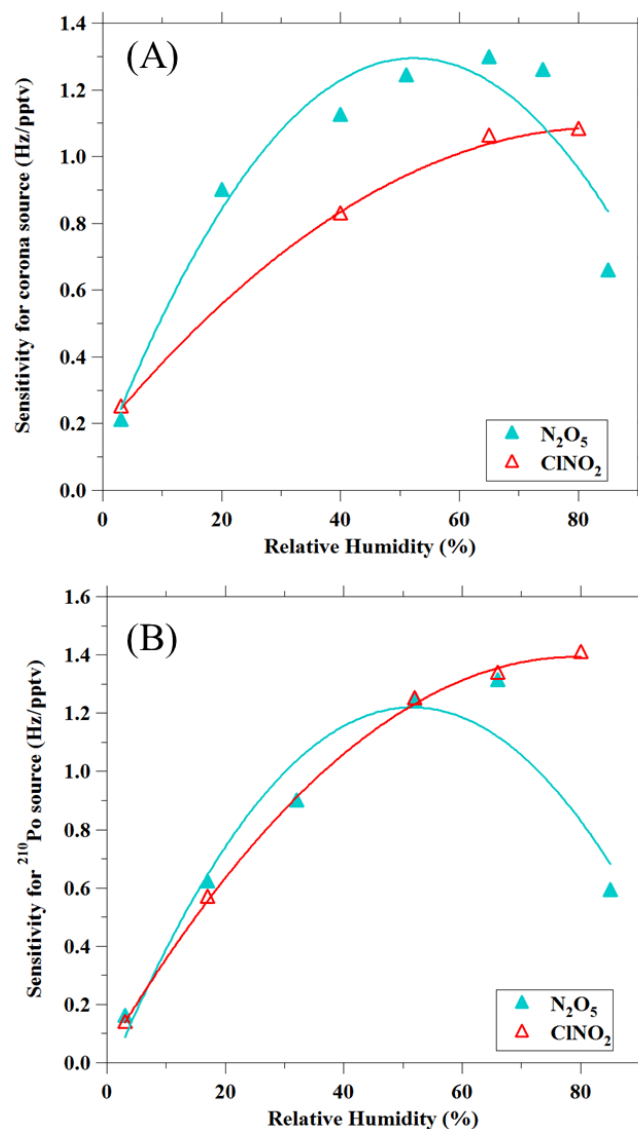 (A)
Sensitivity for corona source (Hz/pptv)
1.4
1.2
1.0
0.8
0.6
0.4
0.2
0.0
N₂O₅
ClNO₂
20 40 60 80
Relative Humidity (%)
(B)
Sensitivity for ²¹⁰Po source (Hz/pptv)
1.6
1.4
1.2
1.0
0.8
0.6
0.4
0.2
0.0
N₂O₅
ClNO₂
0 20 40 60 80
Relative Humidity (%)